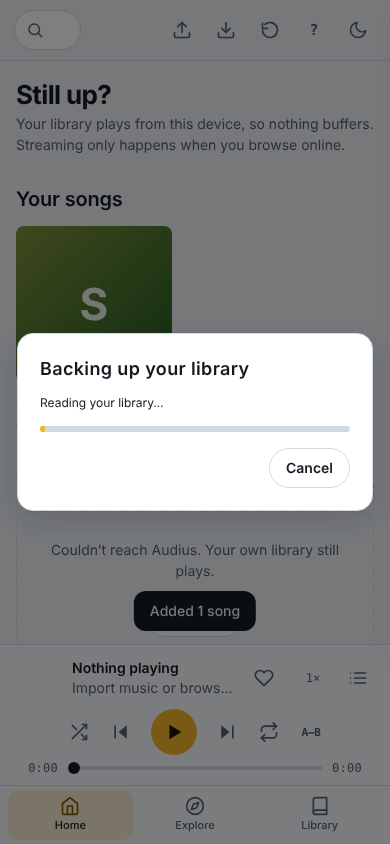 ?
Still up?
Your library plays from this device, so nothing buffers.
Streaming only happens when you browse online.
Your songs
S
Backing up your library
Reading your library...
Cancel
Couldn't reach Audius. Your own library still
plays.
Added 1 song
Nothing playing
Import music or brows...
1×
A–B
0:00
0:00
Home
Explore
Library